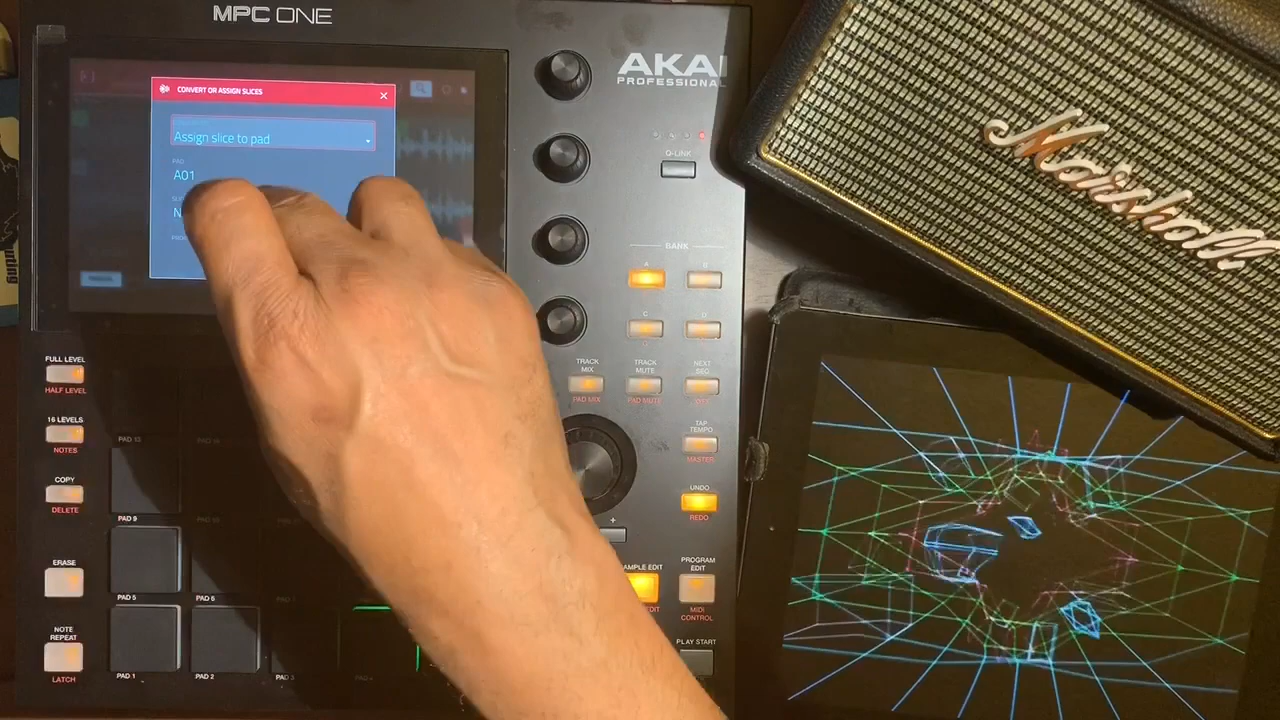 MPC ONE
CONVERT OR ASSIGN SLICES
Assign slice to pad
PAD
A01
AKAI
PROFESSIONAL
Q-LINK
BANK
A
C
D
TRACK
MIX
PAD MIX
TRACK
MUTE
PAD MUTE
NEXT
SEQ
TAP
TEMPO
MASTER
UNDO
REDO
+
PROGRAM
EDIT
MIDI
CONTROL
PLAY START
FULL LEVEL
HALF LEVEL
16 LEVELS
NOTES
COPY
DELETE
ERASE
NOTE
REPEAT
LATCH
PAD 13
PAD 9
PAD 5
PAD 6
PAD 1
PAD 2
PAD 3
Marshall